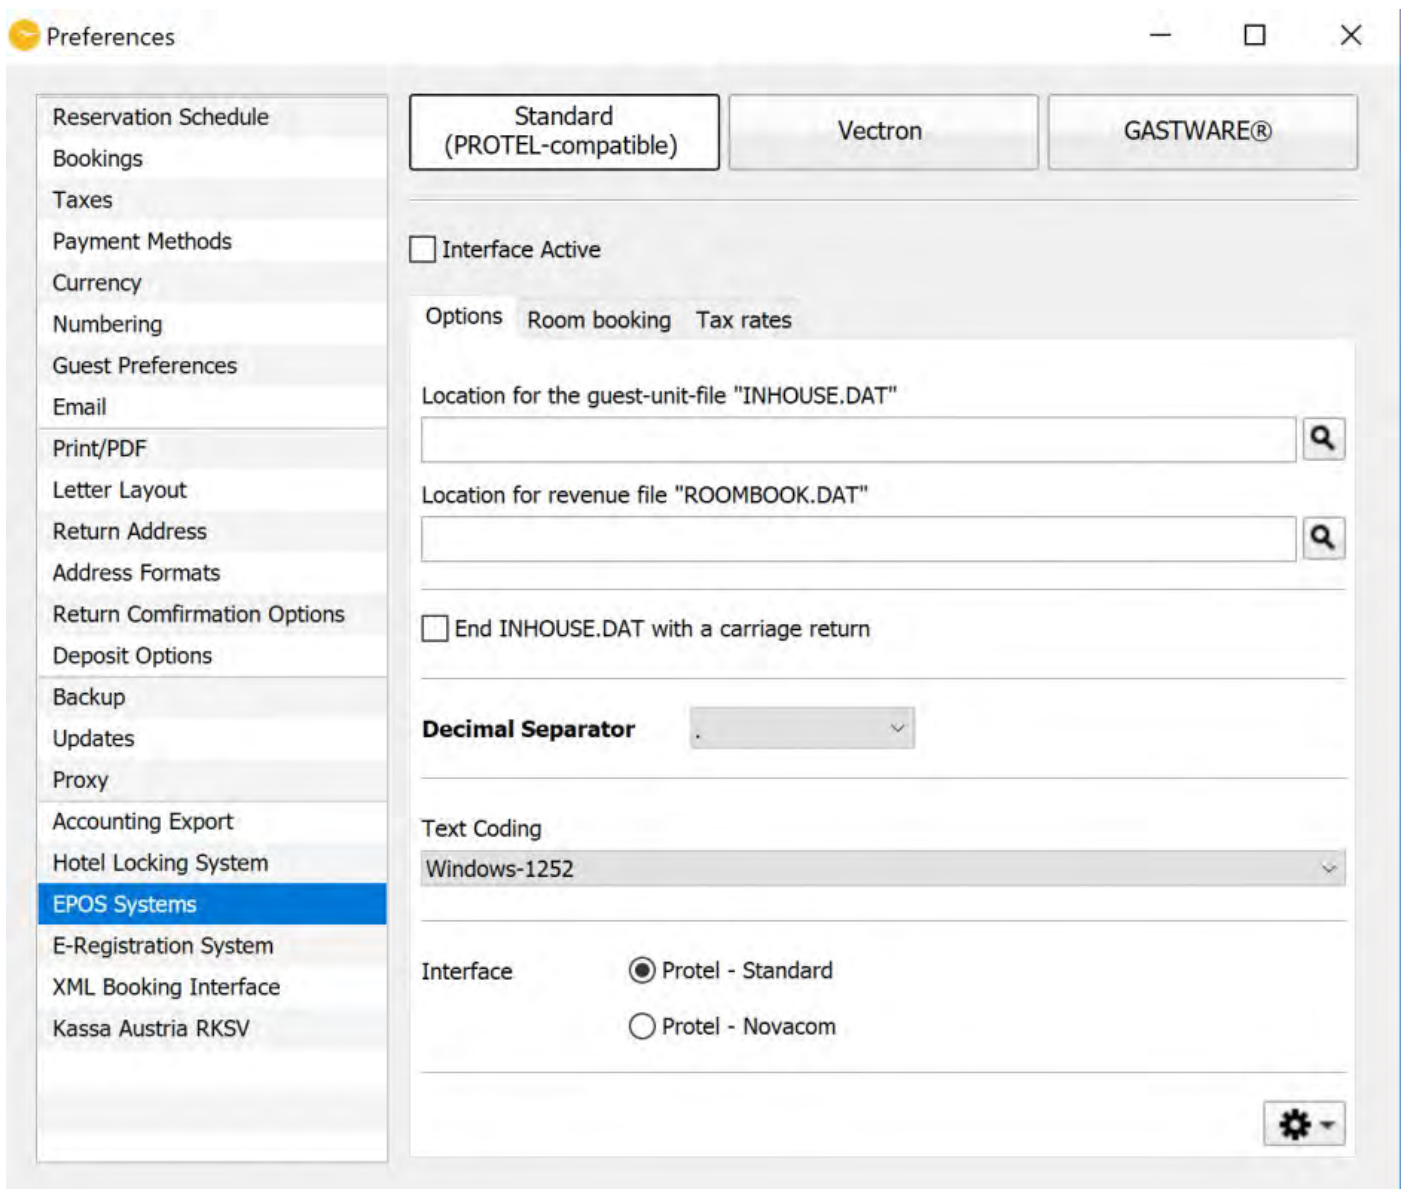 Preferences
Reservation Schedule
Bookings
Taxes
Payment Methods
Currency
Numbering
Guest Preferences
Email
Print/PDF
Letter Layout
Return Address
Address Formats
Return Comfirmation Options
Deposit Options
Backup
Updates
Proxy
Accounting Export
Hotel Locking System
EPOS Systems
E-Registration System
XML Booking Interface
Kassa Austria RKSV
Standard
(PROTEL-compatible)
Vectron
GASTWARE®
Interface Active
Options Room booking Tax rates
Location for the guest-unit-file "INHOUSE.DAT"
Location for revenue file "ROOMBOOK.DAT"
End INHOUSE.DAT with a carriage return
Decimal Separator .
Text Coding
Windows-1252
Interface Protel - Standard
Protel - Novacom